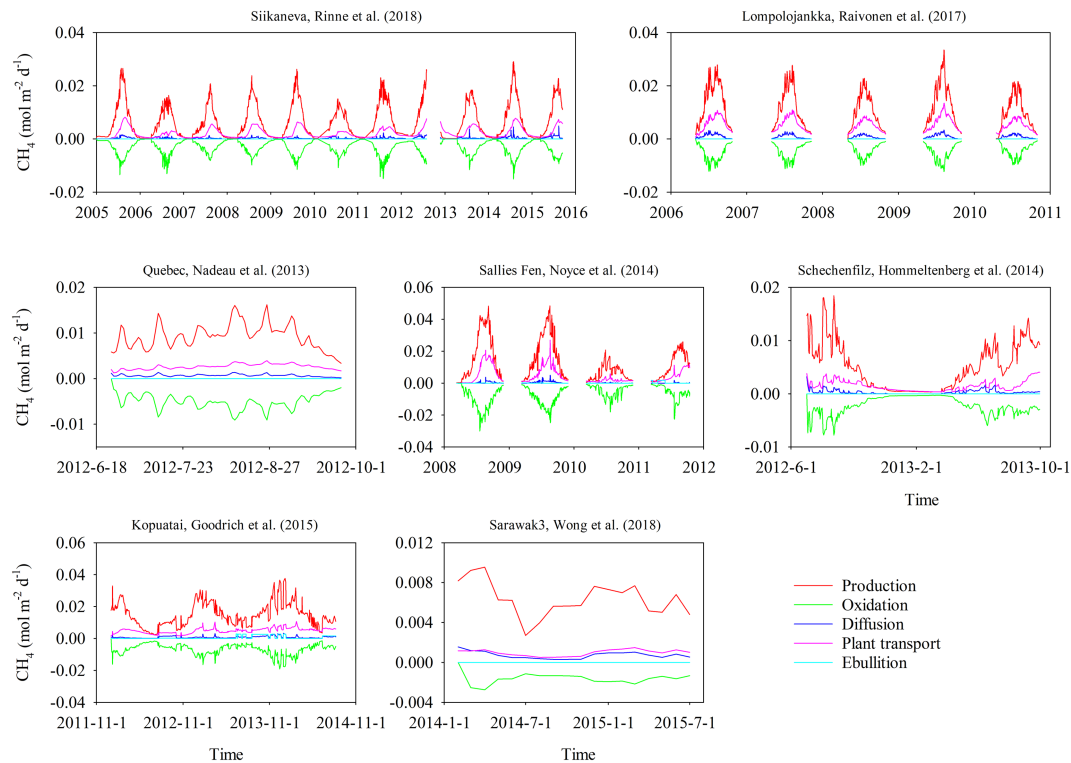 Siikaneva, Rinne et al. (2018)
Lompolojankka, Raivonen et al. (2017)
CH4 (mol m-2 d-1)
0.04
0.02
0.00
-0.02
2005 2006 2007 2008 2009 2010 2011 2012 2013 2014 2015 2016
0.04
0.02
0.00
-0.02
2006 2007 2008 2009 2010 2011
Quebec, Nadeau et al. (2013)
Sallies Fen, Noyce et al. (2014)
Schechenfilz, Hommeltenberg et al. (2014)
CH4 (mol m-2 d-1)
0.02
0.01
0.00
-0.01
2012-6-18 2012-7-23 2012-8-27 2012-10-1
0.06
0.04
0.02
0.00
-0.02
-0.04
2008 2009 2010 2011 2012
0.02
0.01
0.00
-0.01
2012-6-1 2013-2-1 2013-10-1
Time
Kopuatai, Goodrich et al. (2015)
Sarawak3, Wong et al. (2018)
CH4 (mol m-2 d-1)
0.06
0.04
0.02
0.00
-0.02
-0.04
2011-11-1 2012-11-1 2013-11-1 2014-11-1
Time
0.012
0.008
0.004
0.000
-0.004
2014-1-1 2014-7-1 2015-1-1 2015-7-1
Time
Production
Oxidation
Diffusion
Plant transport
Ebullition